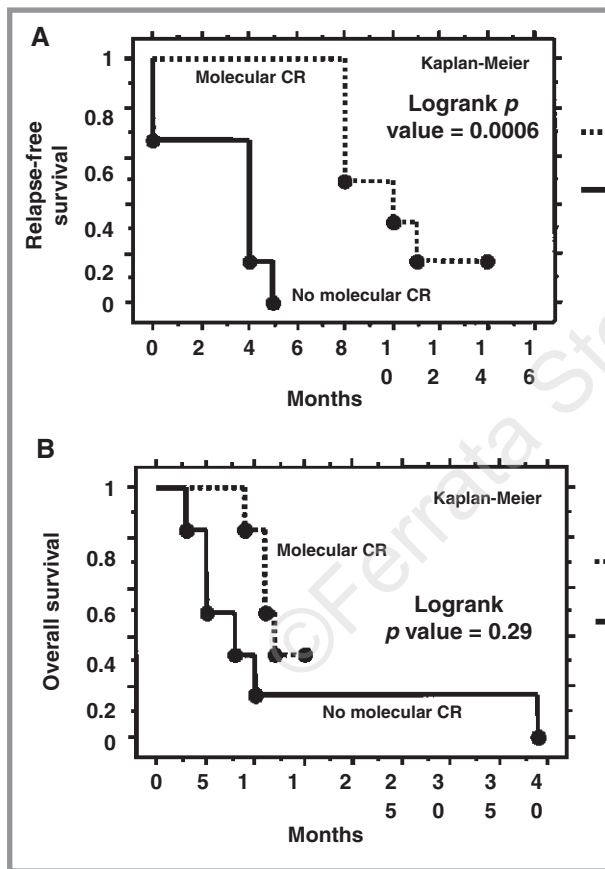 A
1
0.8
0.6
0.4
0.2
0
Relapse-free
survival
Molecular CR
Kaplan-Meier
Logrank p
value = 0.0006
No molecular CR
0 2 4 6 8 1 1 1 1
0 2 4 6
Months
B
1
0.8
0.6
0.4
0.2
0
Overall survival
Kaplan-Meier
Molecular CR
Logrank
p value = 0.29
No molecular CR
0 5 1 1 2 2 3 3 4
5 0 5 0
Months
©Ferrata